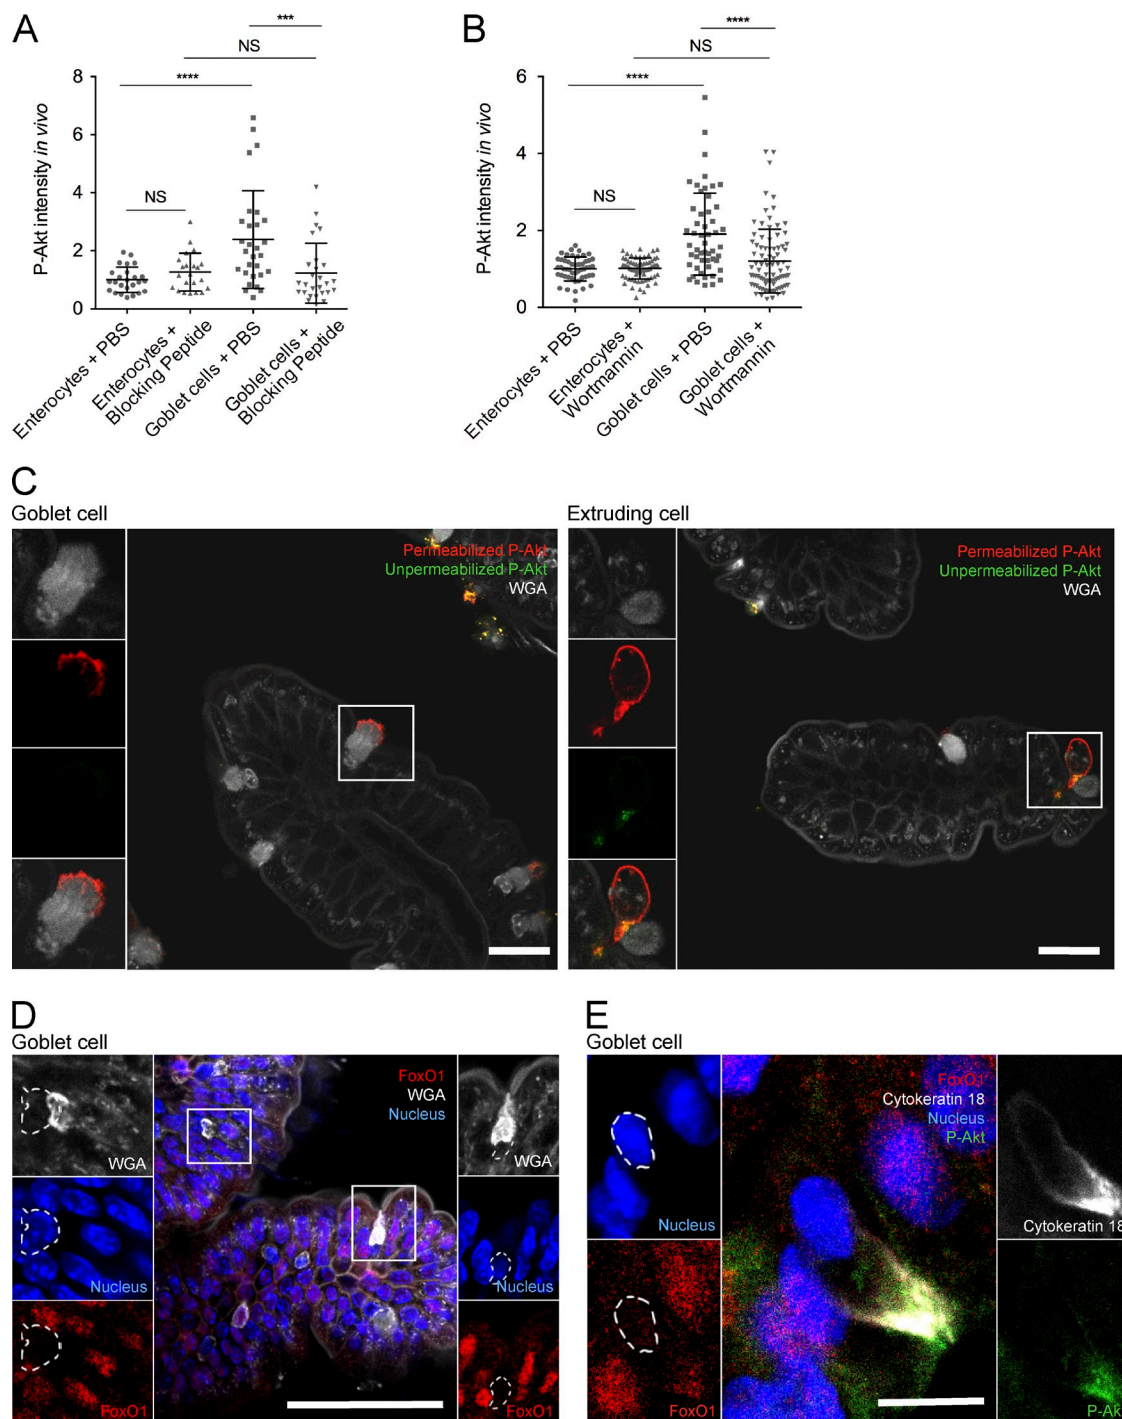 A
***
NS
****
NS
P-Akt intensity in vivo
8
6
4
2
0
Enterocytes + PBS
Enterocytes +
Blocking Peptide
Goblet cells + PBS
Goblet cells +
Blocking Peptide
B
****
NS
****
NS
P-Akt intensity in vivo
6
4
2
0
Enterocytes + PBS
Enterocytes +
Wortmannin
Goblet cells + PBS
Goblet cells +
Wortmannin
C
Goblet cell
Permeabilized P-Akt
Unpermeabilized P-Akt
WGA
Extruding cell
Permeabilized P-Akt
Unpermeabilized P-Akt
WGA
D
Goblet cell
WGA
Nucleus
FoxO1
FoxO1
WGA
Nucleus
WGA
Nucleus
FoxO1
E
Goblet cell
Nucleus
FoxO1
FoxO1
Cytokeratin 18
Nucleus
P-Akt
Cytokeratin 18
P-Ak